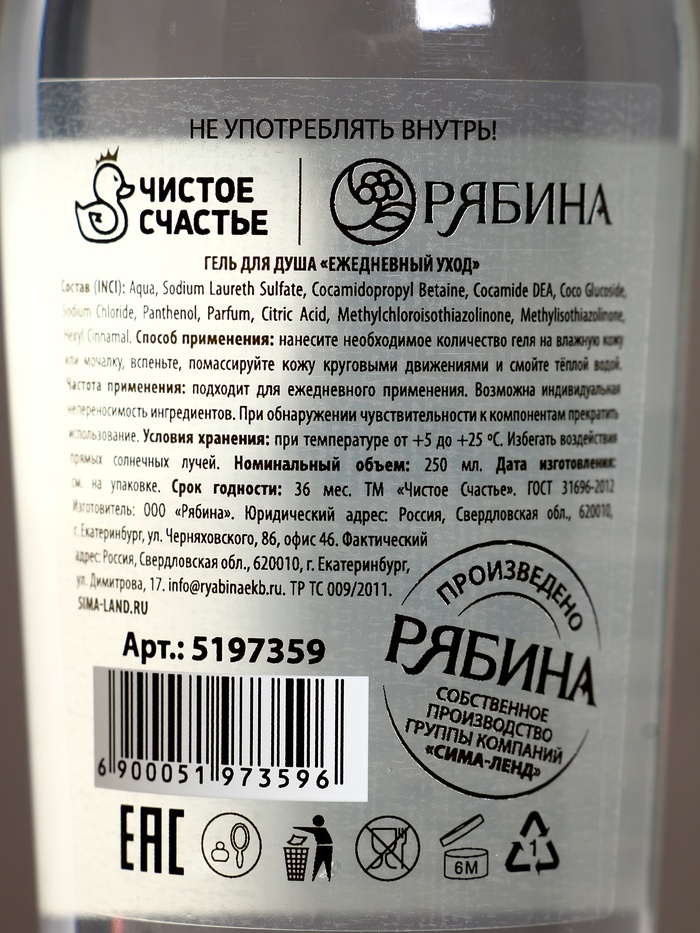 НЕ УПОТРЕБЛЯТЬ ВНУТРЬ!
ЧИСТОЕ
СЧАСТЬЕ
РЯБИНА
ГЕЛЬ ДЛЯ ДУША «ЕЖЕДНЕВНЫЙ УХОД»
Состав (INCI): Aqua, Sodium Laureth Sulfate, Cocamidopropyl Betaine, Cocamide DEA, Coco Glucoside,
Sodium Chloride, Panthenol, Parfum, Citric Acid, Methylchloroisothiazolinone, Methylisothiazolinone,
Hexyl Cinnamal. Способ применения: нанесите необходимое количество геля на влажную кожу
или мочалку, вспеньте, помассируйте кожу круговыми движениями и смойте тёплой водой.
Частота применения: подходит для ежедневного применения. Возможна индивидуальная
непереносимость ингредиентов. При обнаружении чувствительности к компонентам прекратить
использование. Условия хранения: при температуре от +5 до +25 ºС. Избегать воздействия
прямых солнечных лучей. Номинальный объем: 250 мл. Дата изготовления:
см. на упаковке. Срок годности: 36 мес. ТМ «Чистое Счастье». ГОСТ 31696-2012
Изготовитель: ООО «Рябина». Юридический адрес: Россия, Свердловская обл., 620010,
г. Екатеринбург, ул. Черняховского, 86, офис 46. Фактический
адрес: Россия, Свердловская обл., 620010, г. Екатеринбург,
ул. Димитрова, 17. info@ryabinaekb.ru. ТР ТС 009/2011.
SIMA-LAND.RU
Арт.: 5197359
6 900051 973596
ПРОИЗВЕДЕНО
РЯБИНА
СОБСТВЕННОЕ
ПРОИЗВОДСТВО
ГРУППЫ КОМПАНИЙ
«СИМА-ЛЕНД»
ЕАС
6М
1